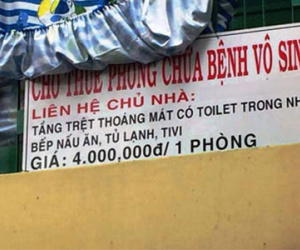 CHO THUÊ PHÒNG CHỮA BỆNH VÔ SIN
LIÊN HỆ CHỦ NHÀ:
TẦNG TRỆT THOÁNG MÁT CÓ TOILET TRONG NH
BẾP NẤU ĂN, TỦ LẠNH, TIVI
GIÁ: 4.000,000đ/ 1 PHÒNG